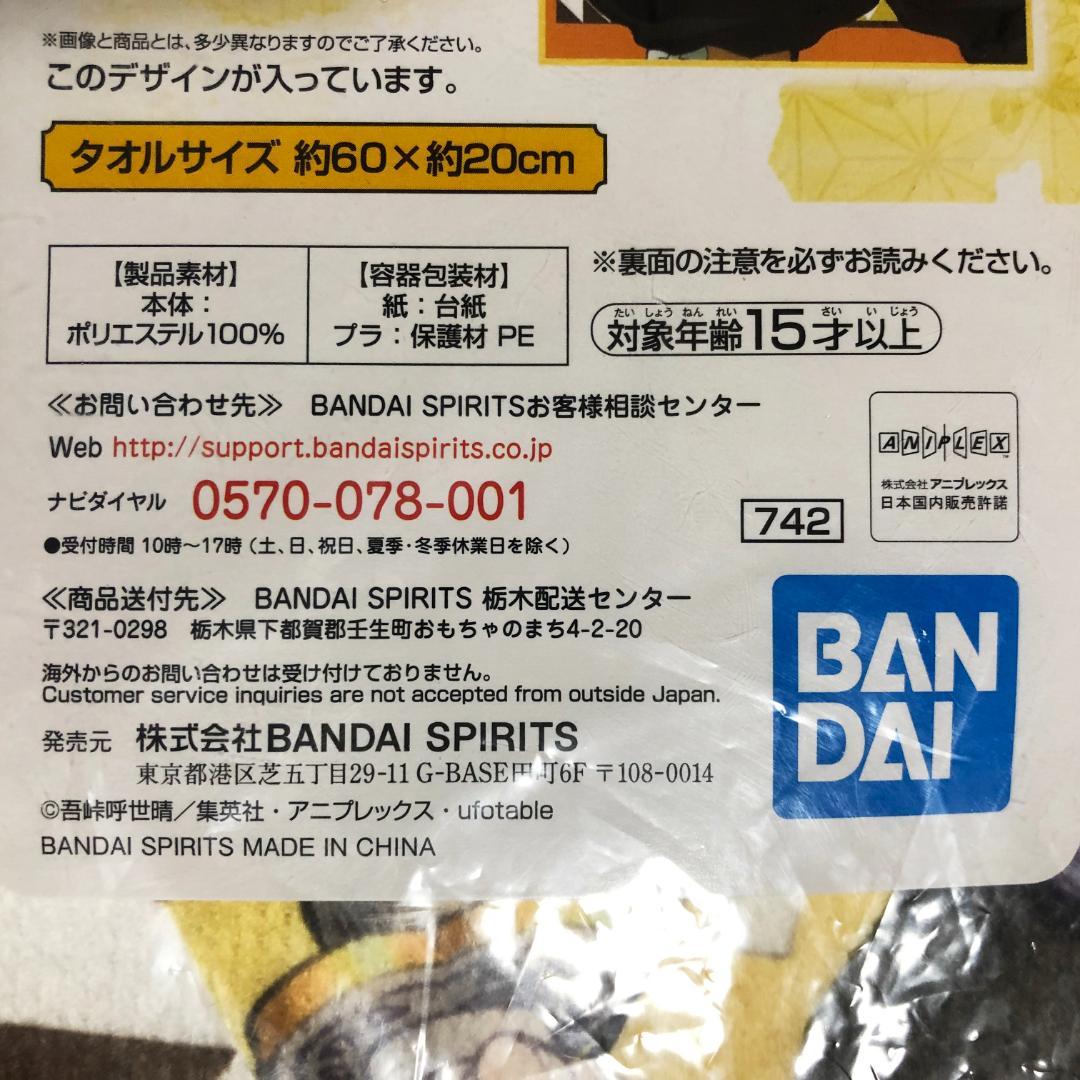 ※画像と商品とは、多少異なりますのでご了承ください。
このデザインが入っています。
タオルサイズ 約60×約20cm
【製品素材】
本体：
ポリエステル100%
【容器包装材】
紙：台紙
プラ：保護材 PE
※裏面の注意を必ずお読みください。
たい しょう ねん れい さい い じょう
対象年齢15才以上
≪お問い合わせ先≫ BANDAI SPIRITSお客様相談センター
Web http://support.bandaispirits.co.jp
ナビダイヤル 0570-078-001
●受付時間 10時～17時（土、日、祝日、夏季・冬季休業日を除く）
742
ANIPLEX™
株式会社 アニプレックス
日本国内販売許諾
≪商品送付先≫ BANDAI SPIRITS 栃木配送センター
〒321-0298 栃木県下都賀郡壬生町おもちゃのまち4-2-20
海外からのお問い合わせは受け付けておりません。
Customer service inquiries are not accepted from outside Japan.
発売元 株式会社BANDAI SPIRITS
東京都港区芝五丁目29-11 G-BASE田町6F 〒108-0014
©吾峠呼世晴／集英社・アニプレックス・ufotable
BANDAI SPIRITS MADE IN CHINA
BAN
DAI